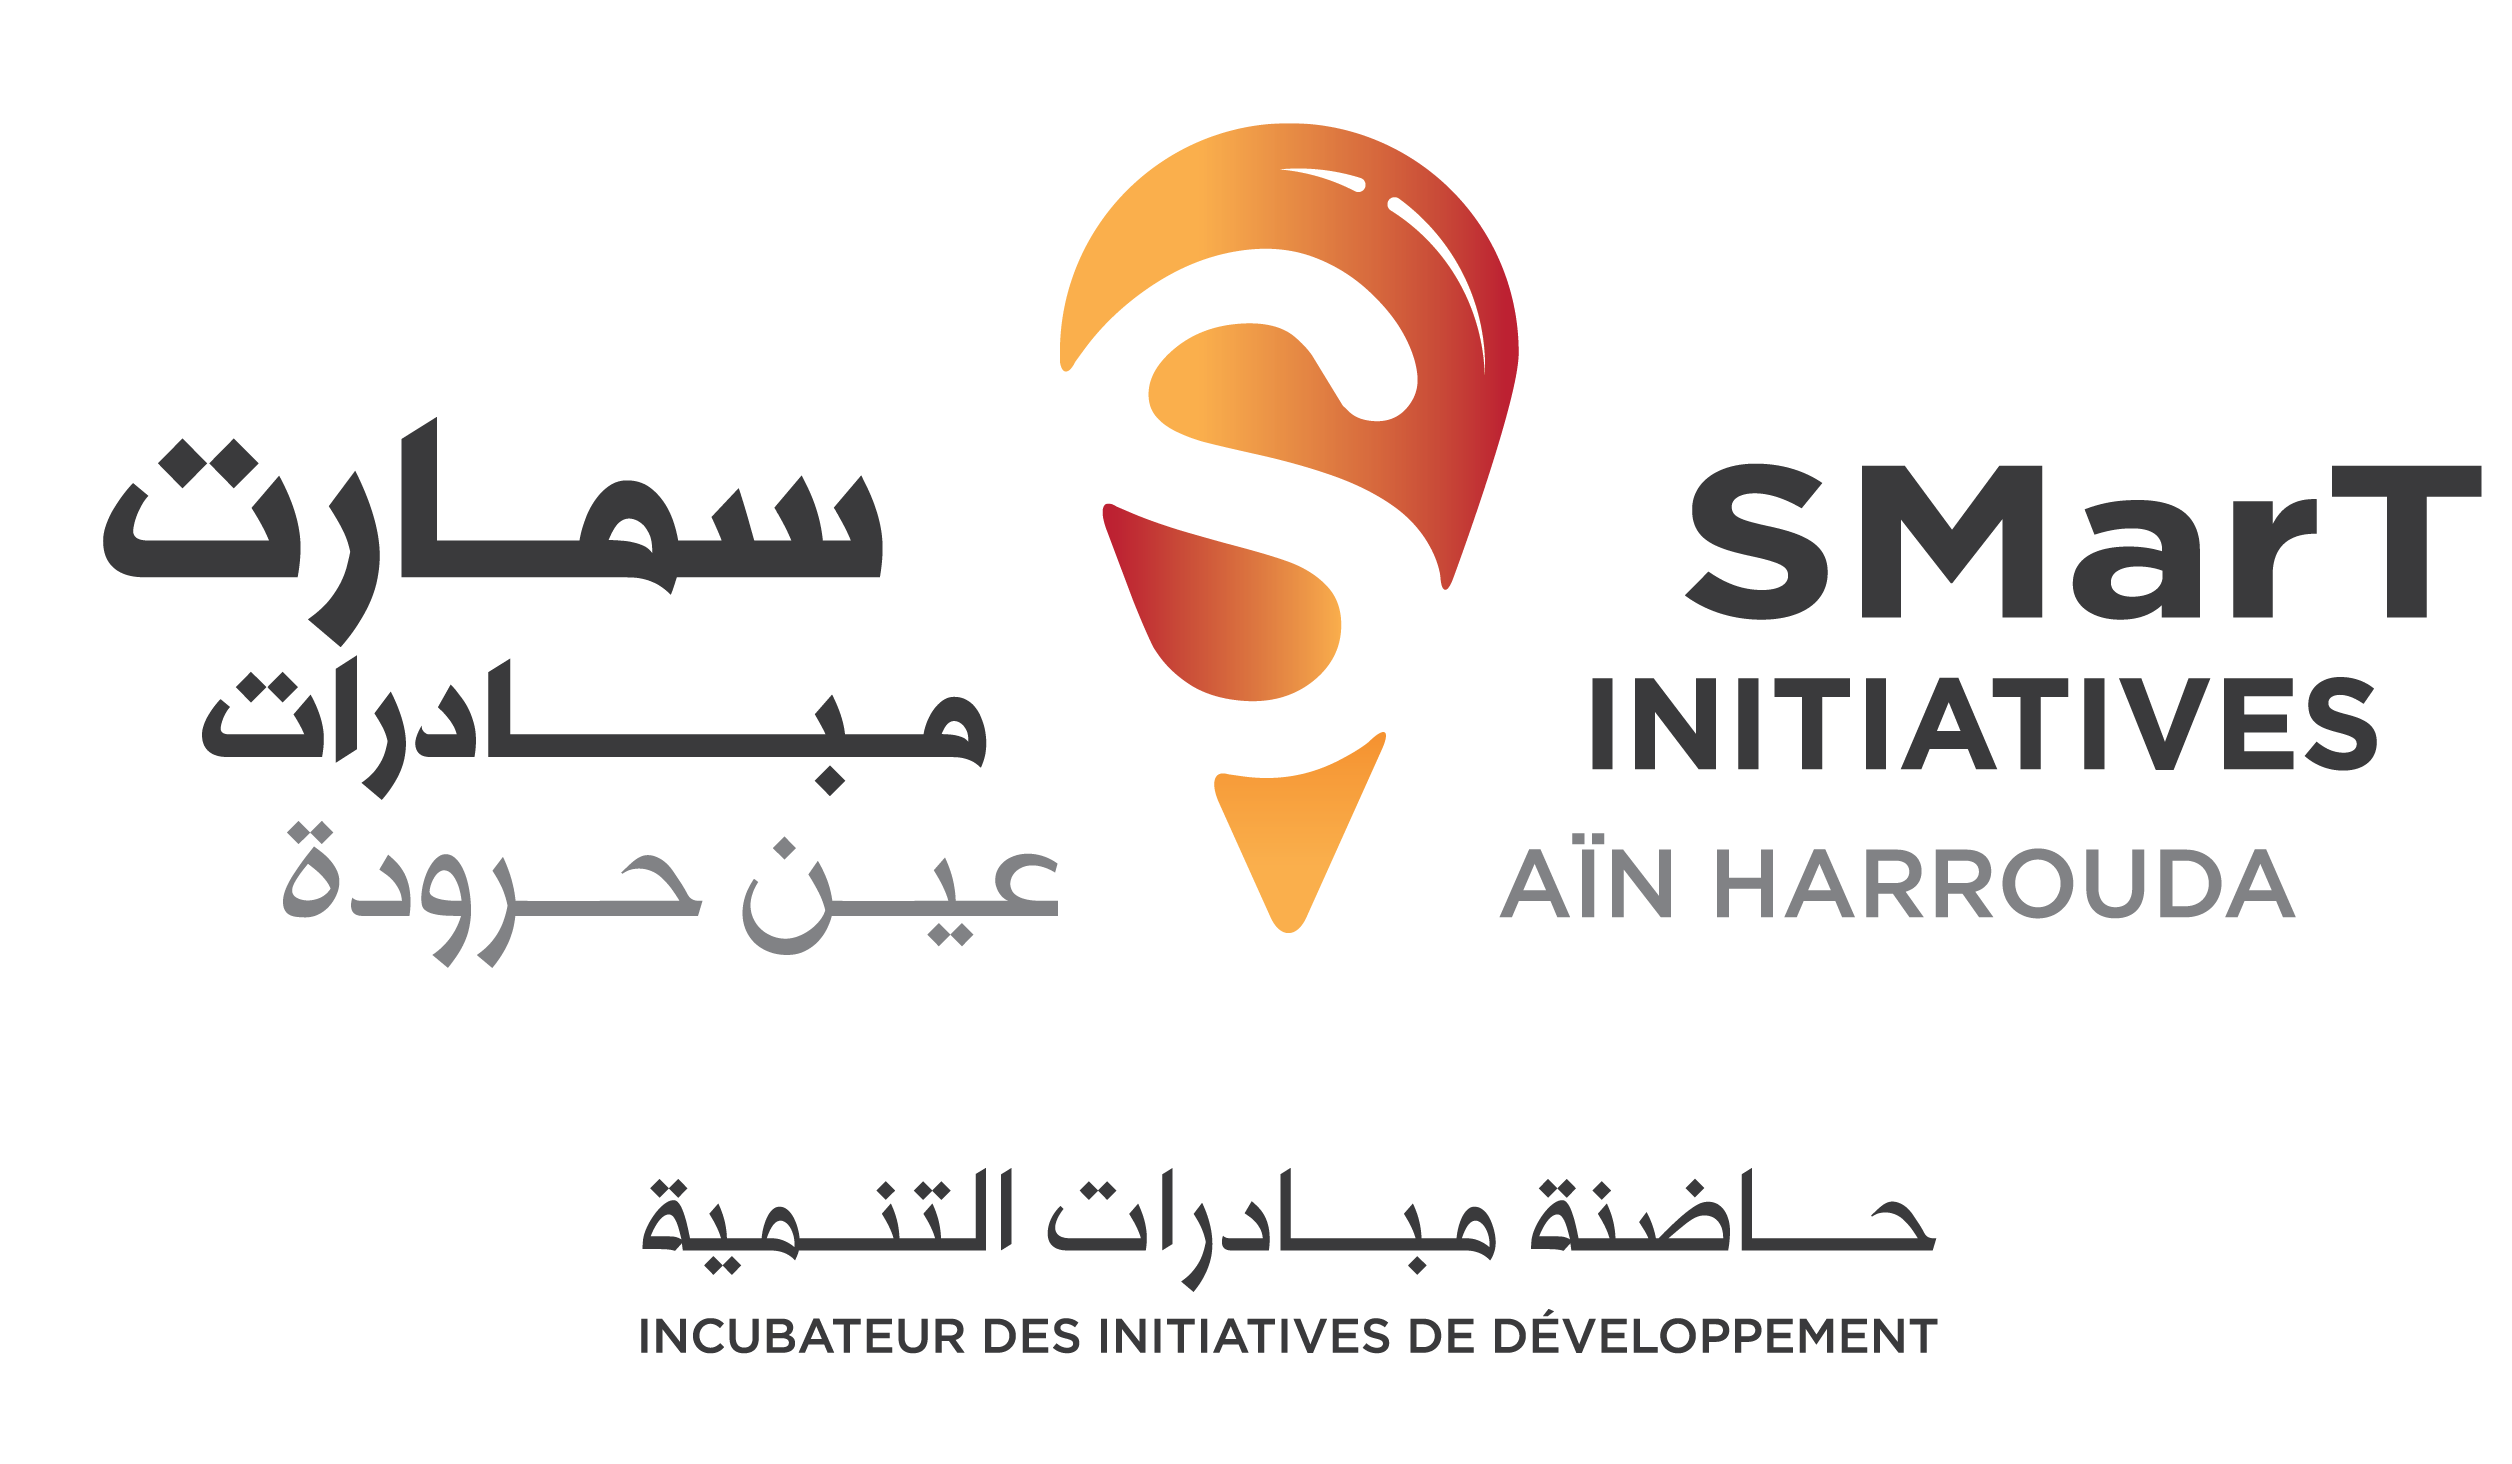 سمارت
مبادرات
عين حرودة
SMarT
INITIATIVES
AÏN HARROUDA
حاضنة مبادرات التنمية
INCUBATEUR DES INITIATIVES DE DÉVELOPPEMENT